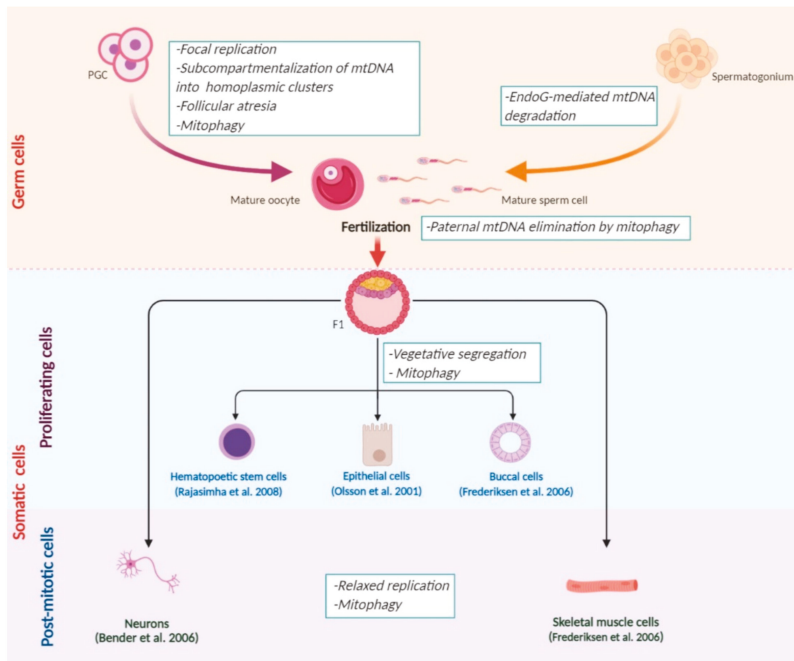 PGC
-Focal replication
-Subcompartmentalization of mtDNA
into homoplasmic clusters
-Follicular atresia
-Mitophagy
Spermatogonium
-EndoG-mediated mtDNA
degradation
Germ cells
Mature oocyte
Mature sperm cell
Fertilization
-Paternal mtDNA elimination by mitophagy
F1
-Vegetative segregation
- Mitophagy
Somatic cells
Proliferating cells
Hematopoetic stem cells
(Rajasimha et al. 2008)
Epithelial cells
(Olsson et al. 2001)
Buccal cells
(Frederiksen et al. 2006)
Post-mitotic cells
Neurons
(Bender et al. 2006)
-Relaxed replication
-Mitophagy
Skeletal muscle cells
(Frederiksen et al. 2006)